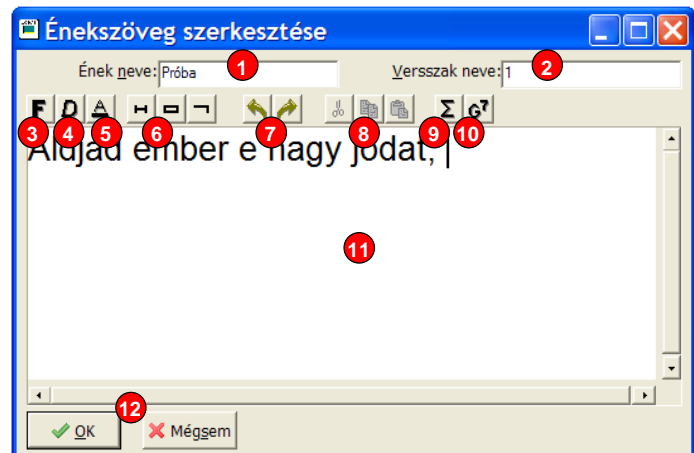 Énekszöveg szerkesztése
Ének neve: Próba 1 Versszak neve: 1 2
F D A Σ G7
3 4 5 6 7 8 9 10
Áldjad ember e nagy jódat,
11
12
OK Mégsem